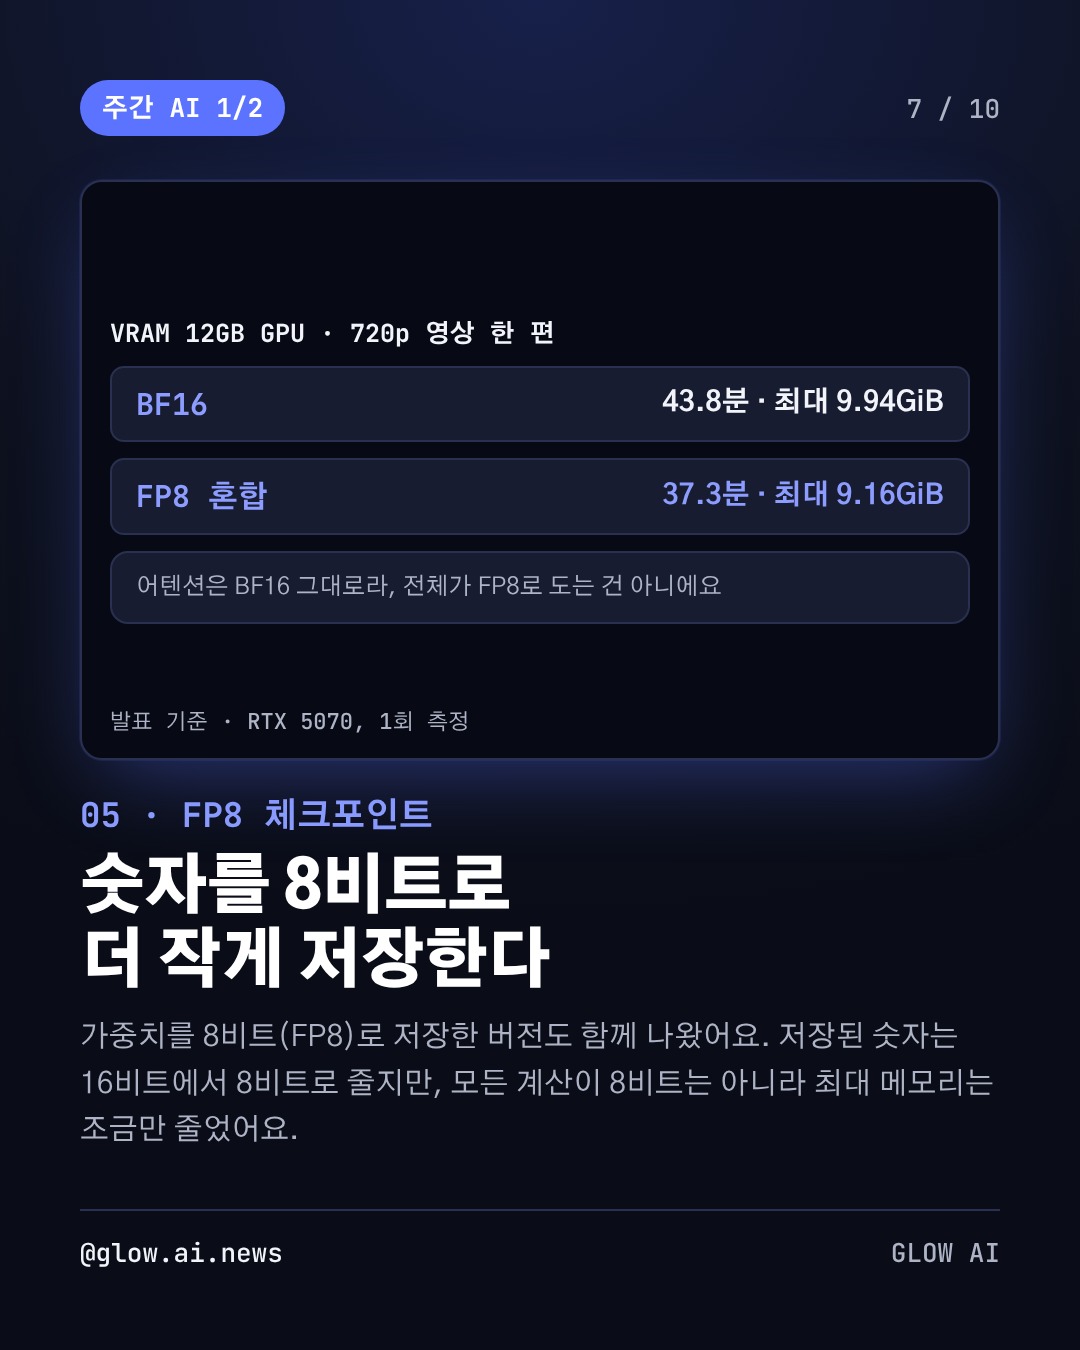 주간 AI 1/2
7 / 10
VRAM 12GB GPU · 720p 영상 한 편
BF16 43.8분 · 최대 9.94GiB
FP8 혼합 37.3분 · 최대 9.16GiB
어텐션은 BF16 그대로라, 전체가 FP8로 도는 건 아니에요
발표 기준 · RTX 5070, 1회 측정
05 · FP8 체크포인트
숫자를 8비트로
더 작게 저장한다
가중치를 8비트(FP8)로 저장한 버전도 함께 나왔어요. 저장된 숫자는
16비트에서 8비트로 줄지만, 모든 계산이 8비트는 아니라 최대 메모리는
조금만 줄었어요.
@glow.ai.news
GLOW AI